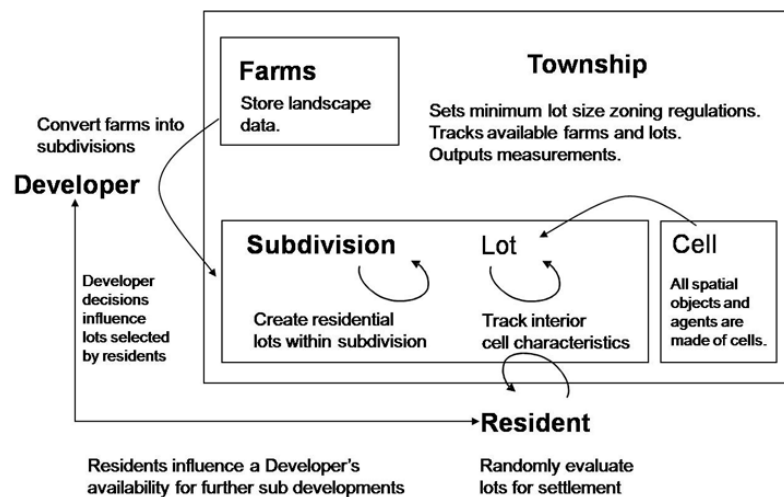 Farms
Store landscape
data.
Township
Sets minimum lot size zoning regulations.
Tracks available farms and lots.
Outputs measurements.
Convert farms into
subdivisions
Developer
Subdivision
Lot
Cell
Developer
decisions
influence
lots selected
by residents
Create residential
lots within subdivision
Track interior
cell characteristics
All spatial
objects and
agents are
made of cells.
Resident
Residents influence a Developer's
availability for further sub developments
Randomly evaluate
lots for settlement